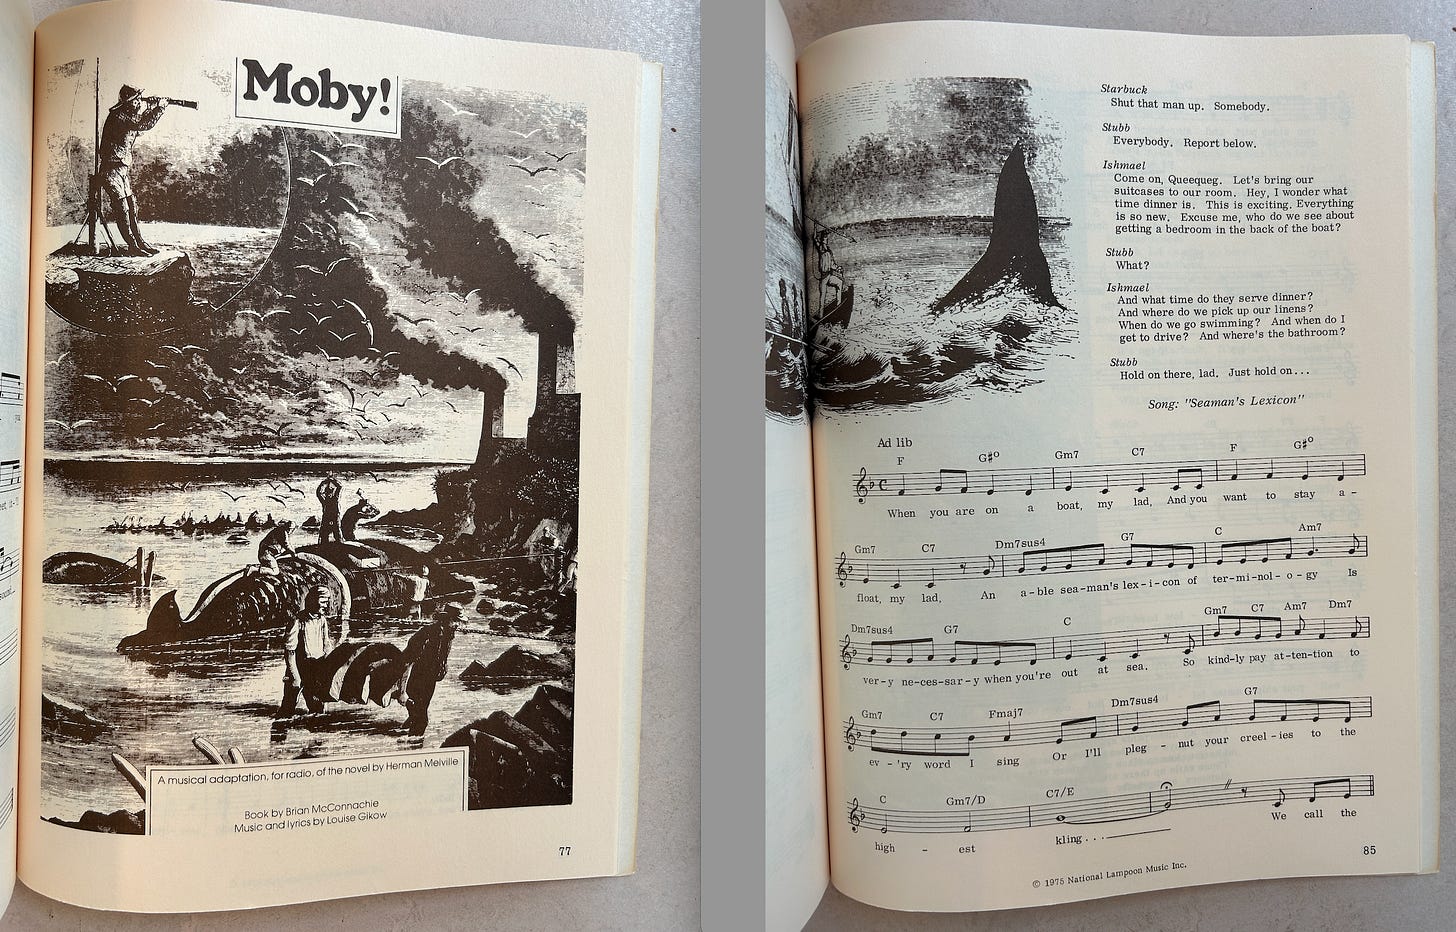 Moby!
A musical adaptation, for radio, of the novel by Herman Melville
Book by Brian McConnachie
Music and lyrics by Louise Gikow
77
Starbuck
Shut that man up. Somebody.
Stubb
Everybody. Report below.
Ishmael
Come on, Queequeg. Let's bring our
suitcases to our room. Hey, I wonder what
time dinner is. This is exciting. Everything
is so new. Excuse me, who do we see about
getting a bedroom in the back of the boat?
Stubb
What?
Ishmael
And what time do they serve dinner?
And where do we pick up our linens?
When do we go swimming? And when do I
get to drive? And where's the bathroom?
Stubb
Hold on there, lad. Just hold on...
Song: "Seaman's Lexicon"
Ad lib
F G#o Gm7 C7 F G#o
When you are on a boat, my lad, And you want to stay a-
Gm7 C7 Dm7sus4 G7 C Am7
float, my lad, An a-ble sea-man's lex-i-con of ter-mi-nol-o-gy Is
Dm7sus4 G7 C Gm7 C7 Am7 Dm7
ver-y ne-ces-sar-y when you're out at sea. So kind-ly pay at-ten-tion to
Gm7 C7 Fmaj7 Dm7sus4 G7
ev-'ry word I sing Or I'll pleg-nut your creel-ies to the
C Gm7/D C7/E
high - est kling... We call the
© 1975 National Lampoon Music Inc.
85